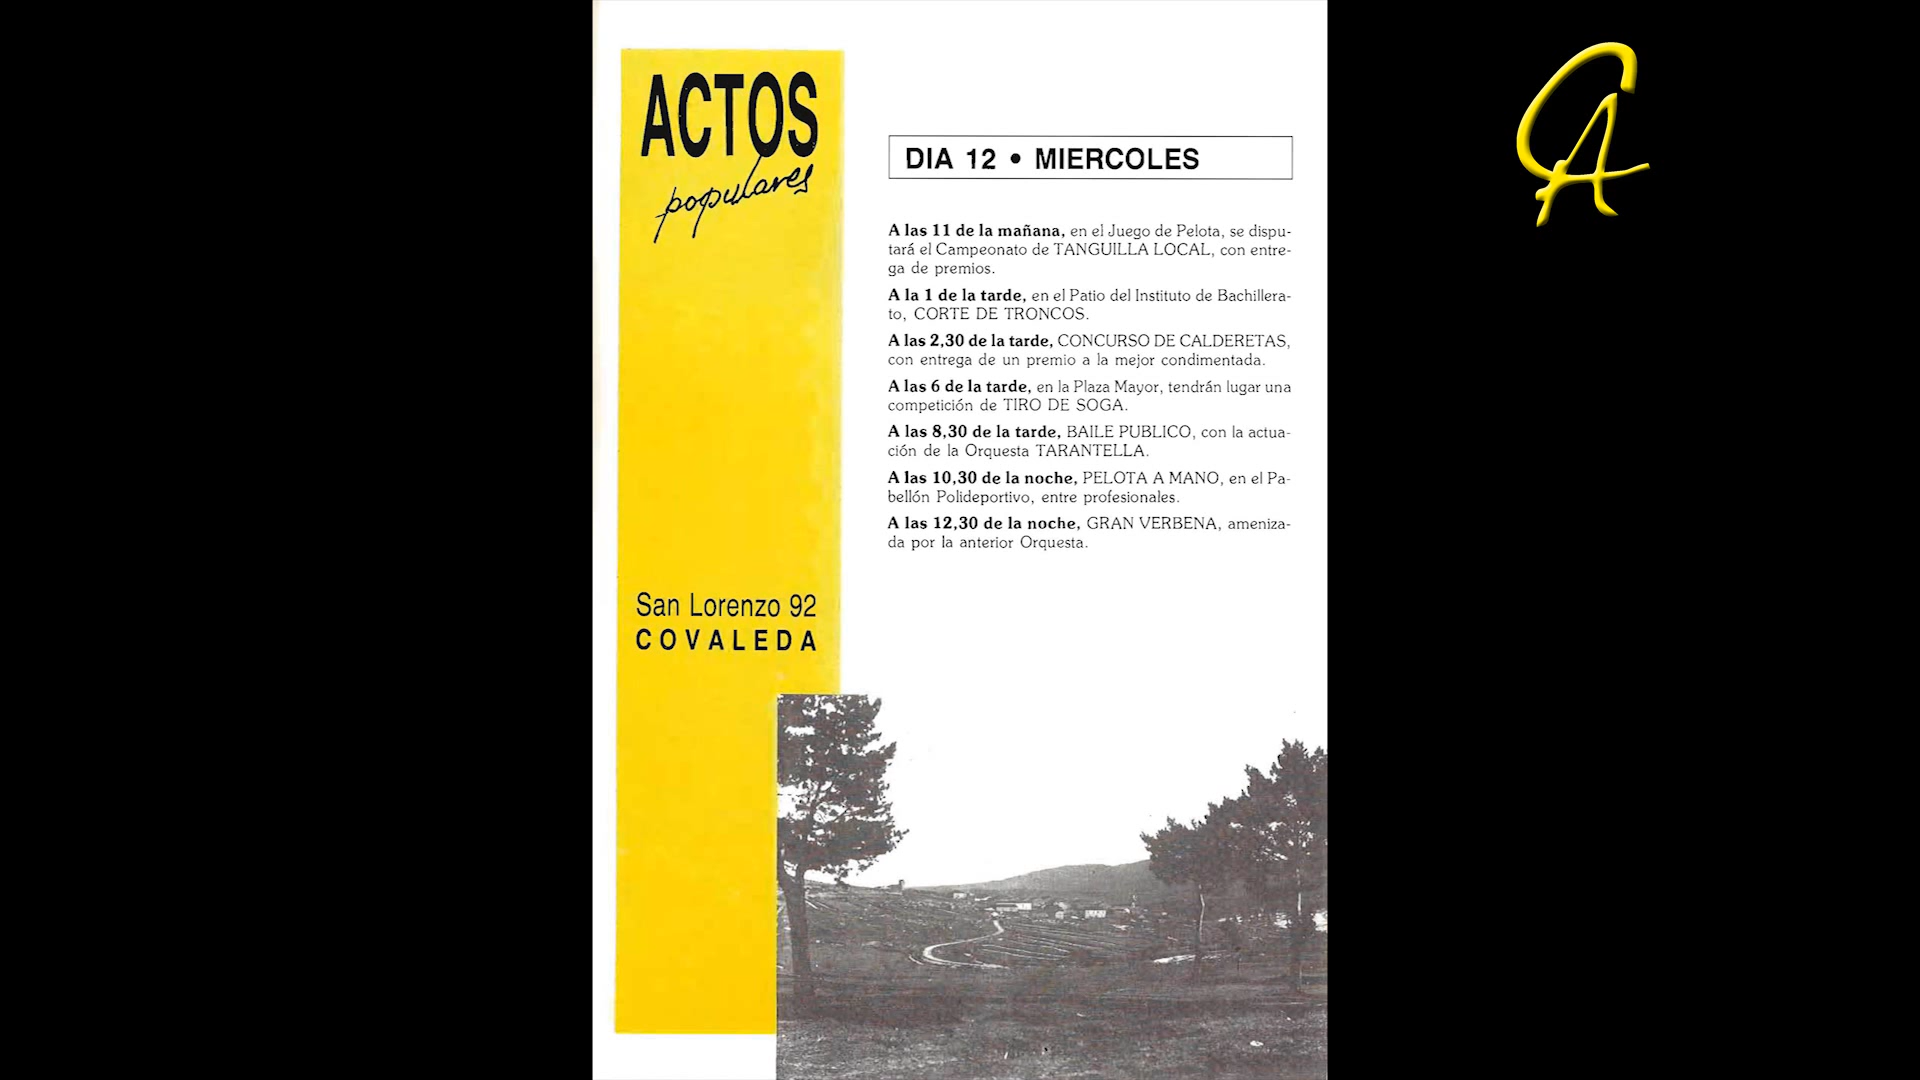 ACTOS
populares
DIA 12 • MIERCOLES
A las 11 de la mañana, en el Juego de Pelota, se dispu-
tará el Campeonato de TANGUILLA LOCAL, con entre-
ga de premios.
A la 1 de la tarde, en el Patio del Instituto de Bachillera-
to, CORTE DE TRONCOS.
A las 2,30 de la tarde, CONCURSO DE CALDERETAS,
con entrega de un premio a la mejor condimentada.
A las 6 de la tarde, en la Plaza Mayor, tendrán lugar una
competición de TIRO DE SOGA.
A las 8,30 de la tarde, BAILE PUBLICO, con la actua-
ción de la Orquesta TARANTELLA.
A las 10,30 de la noche, PELOTA A MANO, en el Pa-
bellón Polideportivo, entre profesionales.
A las 12,30 de la noche, GRAN VERBENA, ameniza-
da por la anterior Orquesta.
San Lorenzo 92
COVALEDA
CA